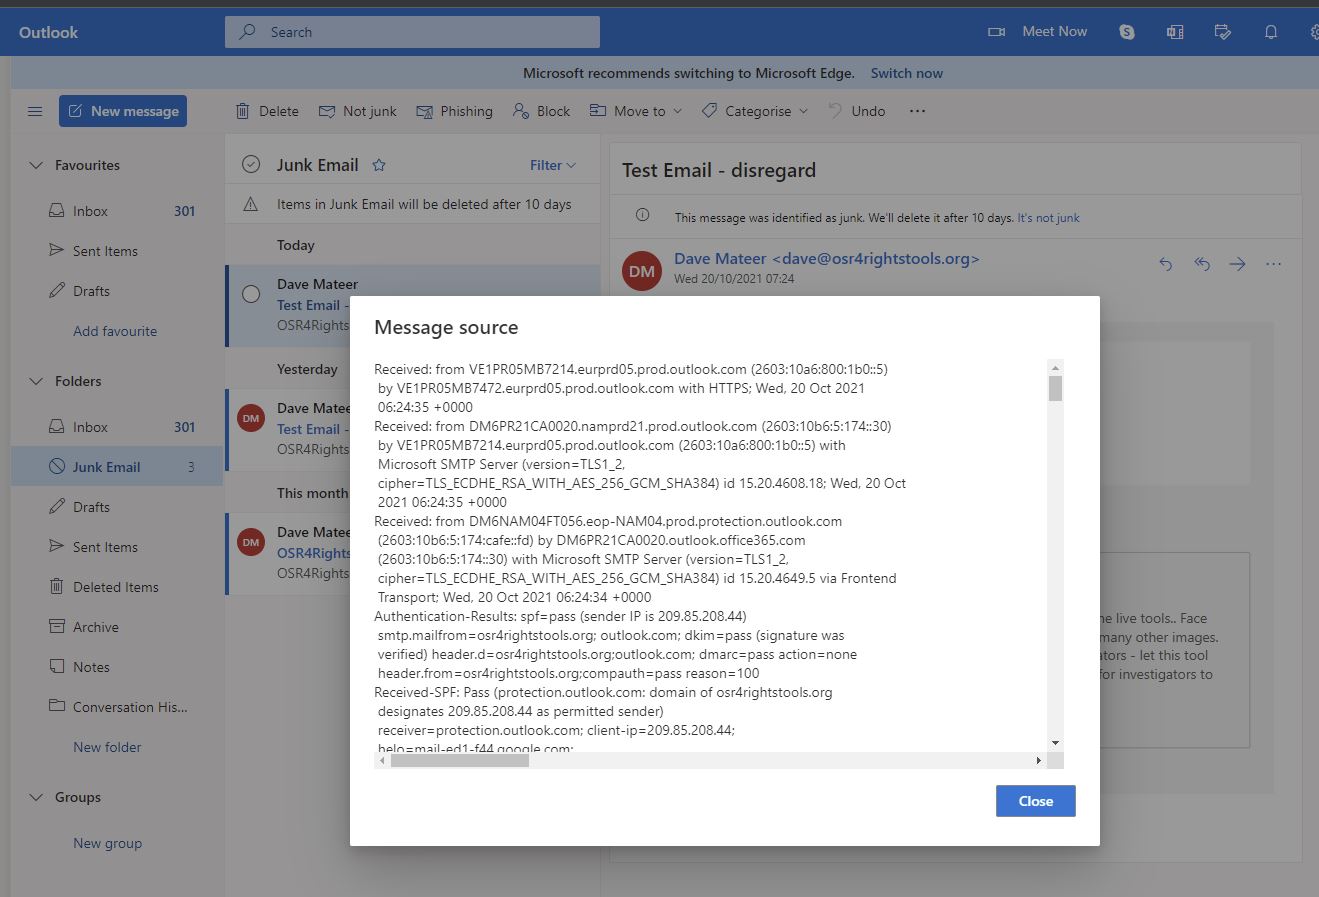 Outlook
Search
Meet Now
Microsoft recommends switching to Microsoft Edge. Switch now
New message
Delete
Not junk
Phishing
Block
Move to
Categorise
Undo
Favourites
Inbox 301
Sent Items
Drafts
Add favourite
Folders
Inbox 301
Junk Email 3
Drafts
Sent Items
Deleted Items
Archive
Notes
Conversation His...
New folder
Groups
New group
Junk Email
Filter
Items in Junk Email will be deleted after 10 days
Today
Dave Mateer
Test Email -
OSR4Rights
Yesterday
DM
Dave Matee
Test Email -
OSR4Rights
This month
DM
Dave Matee
OSR4Rights
OSR4Rights
Test Email - disregard
This message was identified as junk. We'll delete it after 10 days. It's not junk
DM
Dave Mateer <dave@osr4rightstools.org>
Wed 20/10/2021 07:24
Message source
Received: from VE1PR05MB7214.eurprd05.prod.outlook.com (2603:10a6:800:1b0::5)
by VE1PR05MB7472.eurprd05.prod.outlook.com with HTTPS; Wed, 20 Oct 2021
06:24:35 +0000
Received: from DM6PR21CA0020.namprd21.prod.outlook.com (2603:10b6:5:174::30)
by VE1PR05MB7214.eurprd05.prod.outlook.com (2603:10a6:800:1b0::5) with
Microsoft SMTP Server (version=TLS1_2,
cipher=TLS_ECDHE_RSA_WITH_AES_256_GCM_SHA384) id 15.20.4608.18; Wed, 20 Oct
2021 06:24:35 +0000
Received: from DM6NAM04FT056.eop-NAM04.prod.protection.outlook.com
(2603:10b6:5:174:cafe::fd) by DM6PR21CA0020.outlook.office365.com
(2603:10b6:5:174::30) with Microsoft SMTP Server (version=TLS1_2,
cipher=TLS_ECDHE_RSA_WITH_AES_256_GCM_SHA384) id 15.20.4649.5 via Frontend
Transport; Wed, 20 Oct 2021 06:24:34 +0000
Authentication-Results: spf=pass (sender IP is 209.85.208.44)
smtp.mailfrom=osr4rightstools.org; outlook.com; dkim=pass (signature was
verified) header.d=osr4rightstools.org;outlook.com; dmarc=pass action=none
header.from=osr4rightstools.org;compauth=pass reason=100
Received-SPF: Pass (protection.outlook.com: domain of osr4rightstools.org
designates 209.85.208.44 as permitted sender)
receiver=protection.outlook.com; client-ip=209.85.208.44;
helo=mail-ed1-f44.google.com;
Close
ne live tools.. Face
many other images.
ators - let this tool
for investigators to